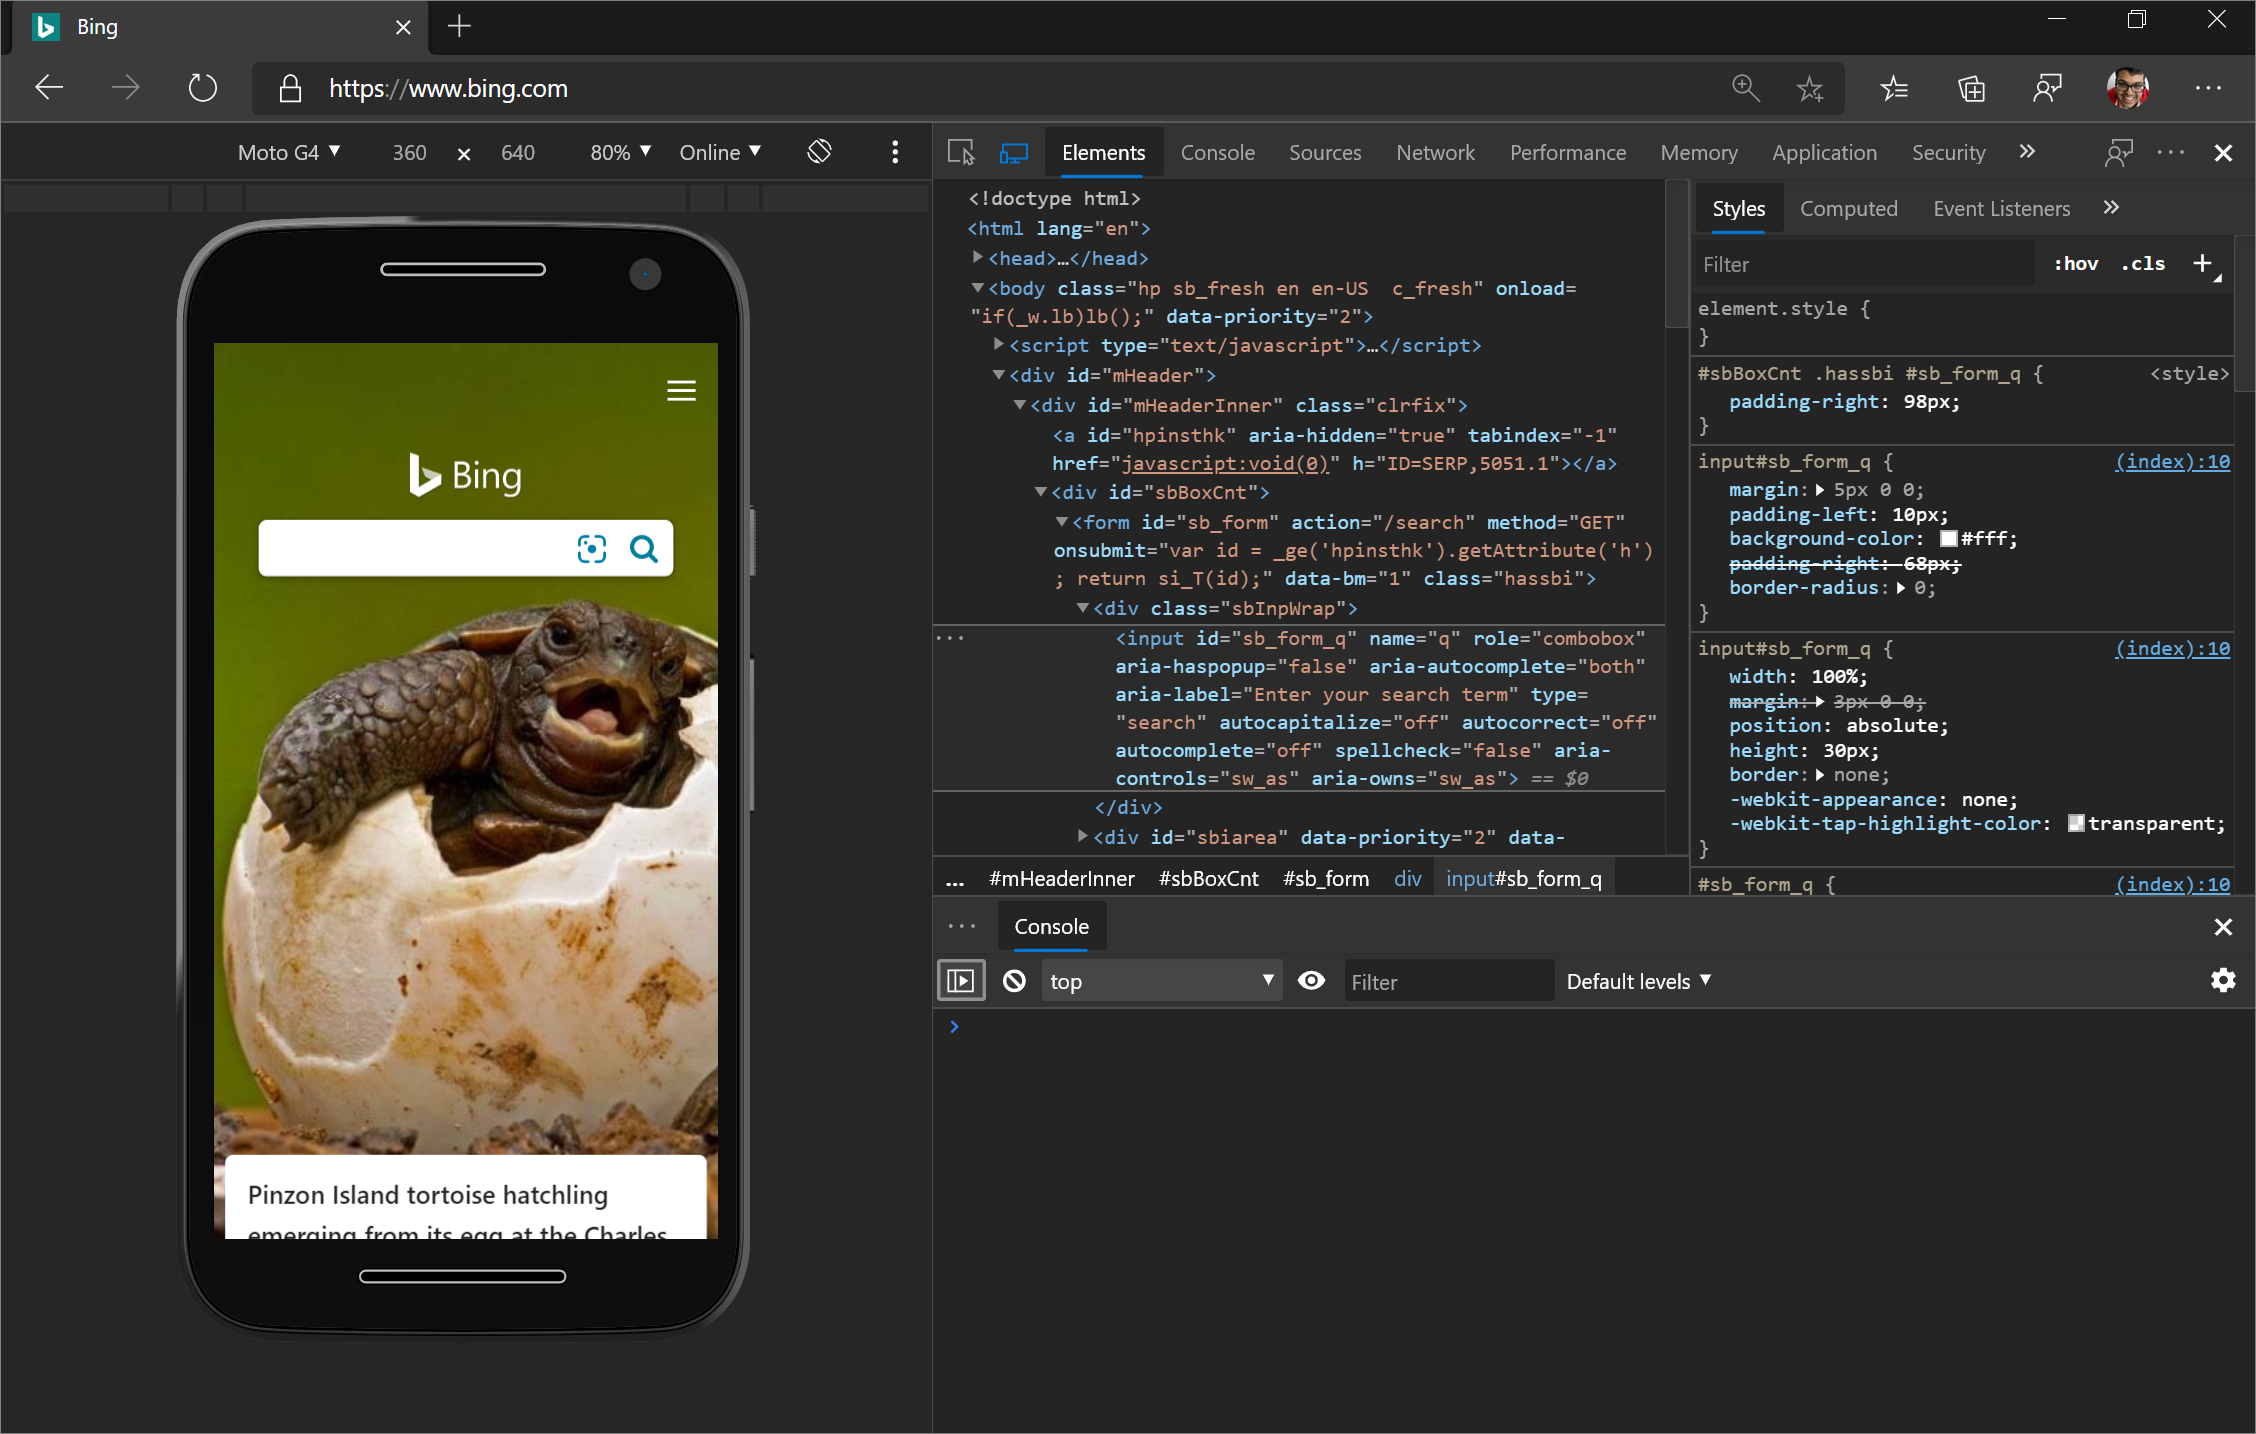 Bing
https://www.bing.com
Moto G4 360 × 640 80% Online
Elements Console Sources Network Performance Memory Application Security
Bing
Pinzon Island tortoise hatchling
emerging from its egg at the Charles
<!doctype html>
<html lang="en">
<head>…</head>
<body class="hp sb_fresh en en-US  c_fresh" onload=
"if(_w.lb)lb();" data-priority="2">
<script type="text/javascript">…</script>
<div id="mHeader">
<div id="mHeaderInner" class="clrfix">
<a id="hpinsthk" aria-hidden="true" tabindex="-1"
href="javascript:void(0)" h="ID=SERP,5051.1"></a>
<div id="sbBoxCnt">
<form id="sb_form" action="/search" method="GET"
onsubmit="var id = _ge('hpinsthk').getAttribute('h')
; return si_T(id);" data-bm="1" class="hassbi">
<div class="sbInpWrap">
... <input id="sb_form_q" name="q" role="combobox"
aria-haspopup="false" aria-autocomplete="both"
aria-label="Enter your search term" type=
"search" autocapitalize="off" autocorrect="off"
autocomplete="off" spellcheck="false" aria-
controls="sw_as" aria-owns="sw_as"> == $0
</div>
<div id="sbiarea" data-priority="2" data-
... #mHeaderInner #sbBoxCnt #sb_form div input#sb_form_q
Styles Computed Event Listeners
Filter :hov .cls +
element.style {
}
#sbBoxCnt .hassbi #sb_form_q { <style>
padding-right: 98px;
}
input#sb_form_q { (index):10
margin: 5px 0 0;
padding-left: 10px;
background-color: #fff;
padding-right: 68px;
border-radius: 0;
}
input#sb_form_q { (index):10
width: 100%;
margin: 3px 0 0;
position: absolute;
height: 30px;
border: none;
-webkit-appearance: none;
-webkit-tap-highlight-color: transparent;
}
#sb_form_q { (index):10
Console
top Filter Default levels